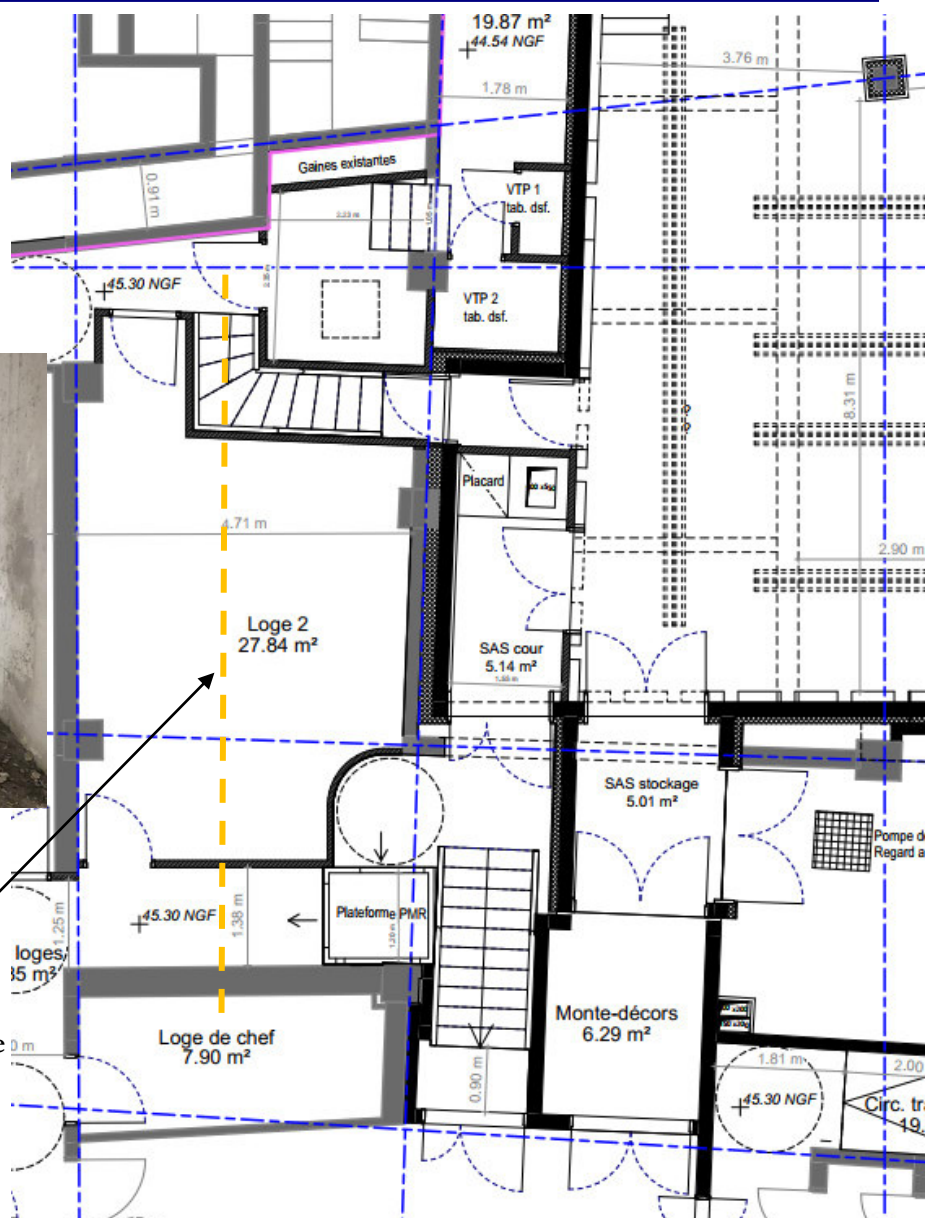 19.87 m²
44.54 NGF
3.76 m
1.78 m
Gaines existantes
0.91 m
VTP 1
tab. dsf.
45.30 NGF
VTP 2
tab. dsf.
8.31 m
Placard
4.71 m
2.90 m
Loge 2
27.84 m²
SAS cour
5.14 m²
SAS stockage
5.01 m²
Regard a
45.30 NGF
1.38 m
1.25 m
Plateforme PMR
loges
35 m²
Monte-décors
6.29 m²
Loge de chef
7.90 m²
e
0 m
0.90 m
1.81 m
2.00
45.30 NGF
Circ. tra
19.